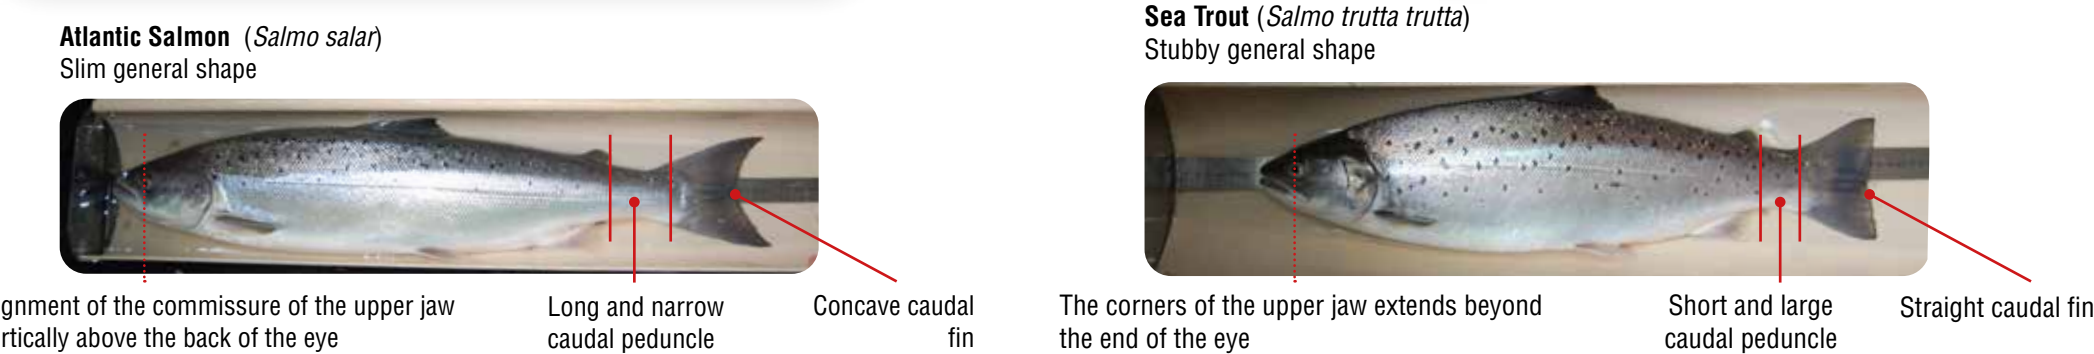 Atlantic Salmon (Salmo salar)
Slim general shape
gnment of the commissure of the upper jaw
rtically above the back of the eye
Long and narrow
caudal peduncle
Concave caudal
fin
Sea Trout (Salmo trutta trutta)
Stubby general shape
The corners of the upper jaw extends beyond
the end of the eye
Short and large
caudal peduncle
Straight caudal fin